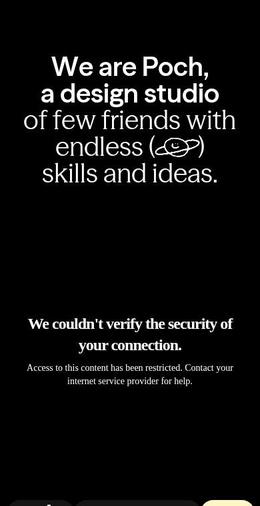 We are Poch,
a design studio
of few friends with
endless ()
skills and ideas.
We couldn't verify the security of
your connection.
Access to this content has been restricted. Contact your
internet service provider for help.